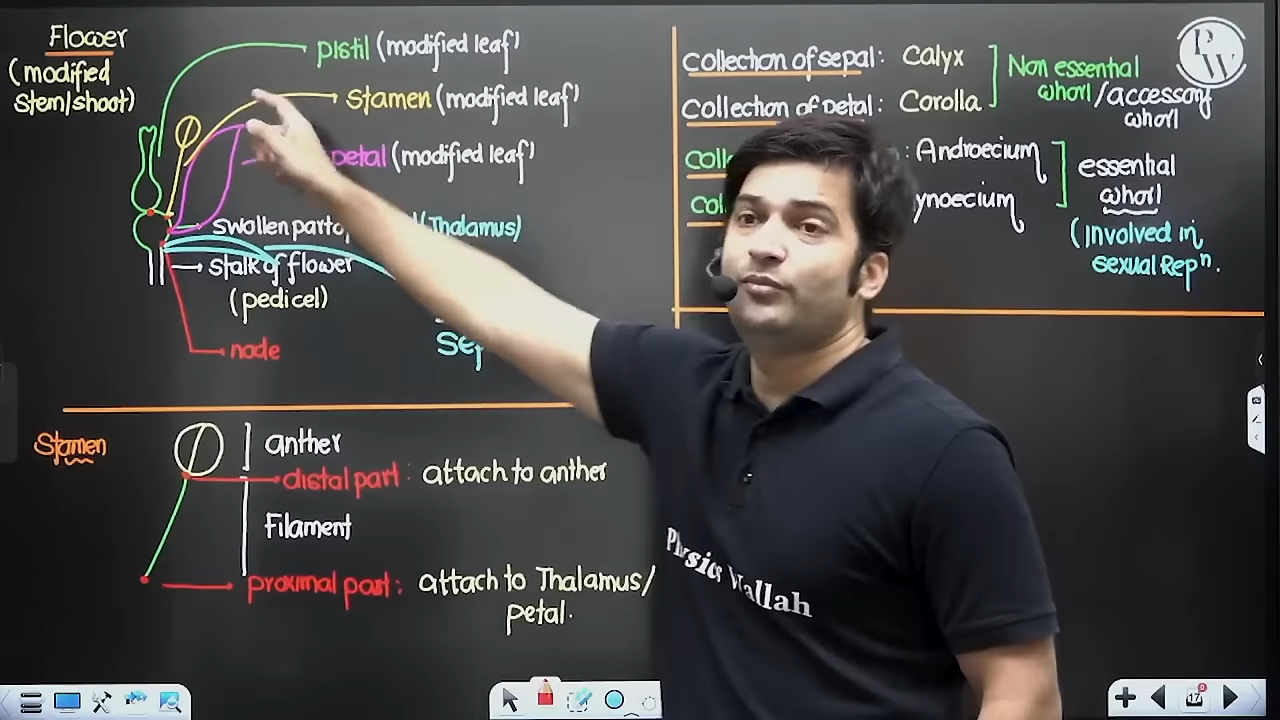 Flower
(modified
stem/shoot)
pistil (modified leaf)
stamen (modified leaf)
petal (modified leaf)
swollen part
(Thalamus)
stalk of flower
(pedicel)
node
Collection of sepal: Calyx
Collection of petal: Corolla
Non essential
whorl/accessory
whorl
: Androecium
essential
whorl
(involved in
sexual Repⁿ.
PW
Stamen
anther
distal part: attach to anther
Filament
proximal part: attach to Thalamus/
petal.
Physics Wallah
17